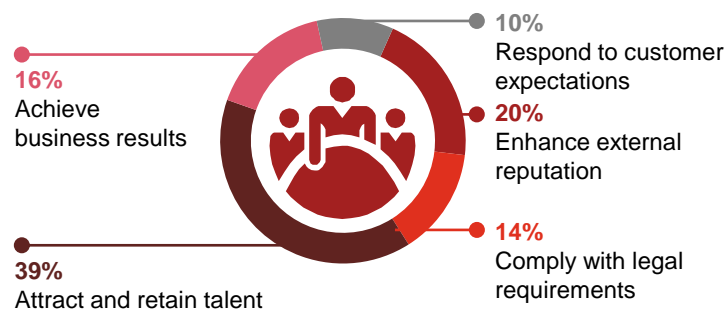 16%
Achieve
business results
39%
Attract and retain talent
10%
Respond to customer
expectations
20%
Enhance external
reputation
14%
Comply with legal
requirements